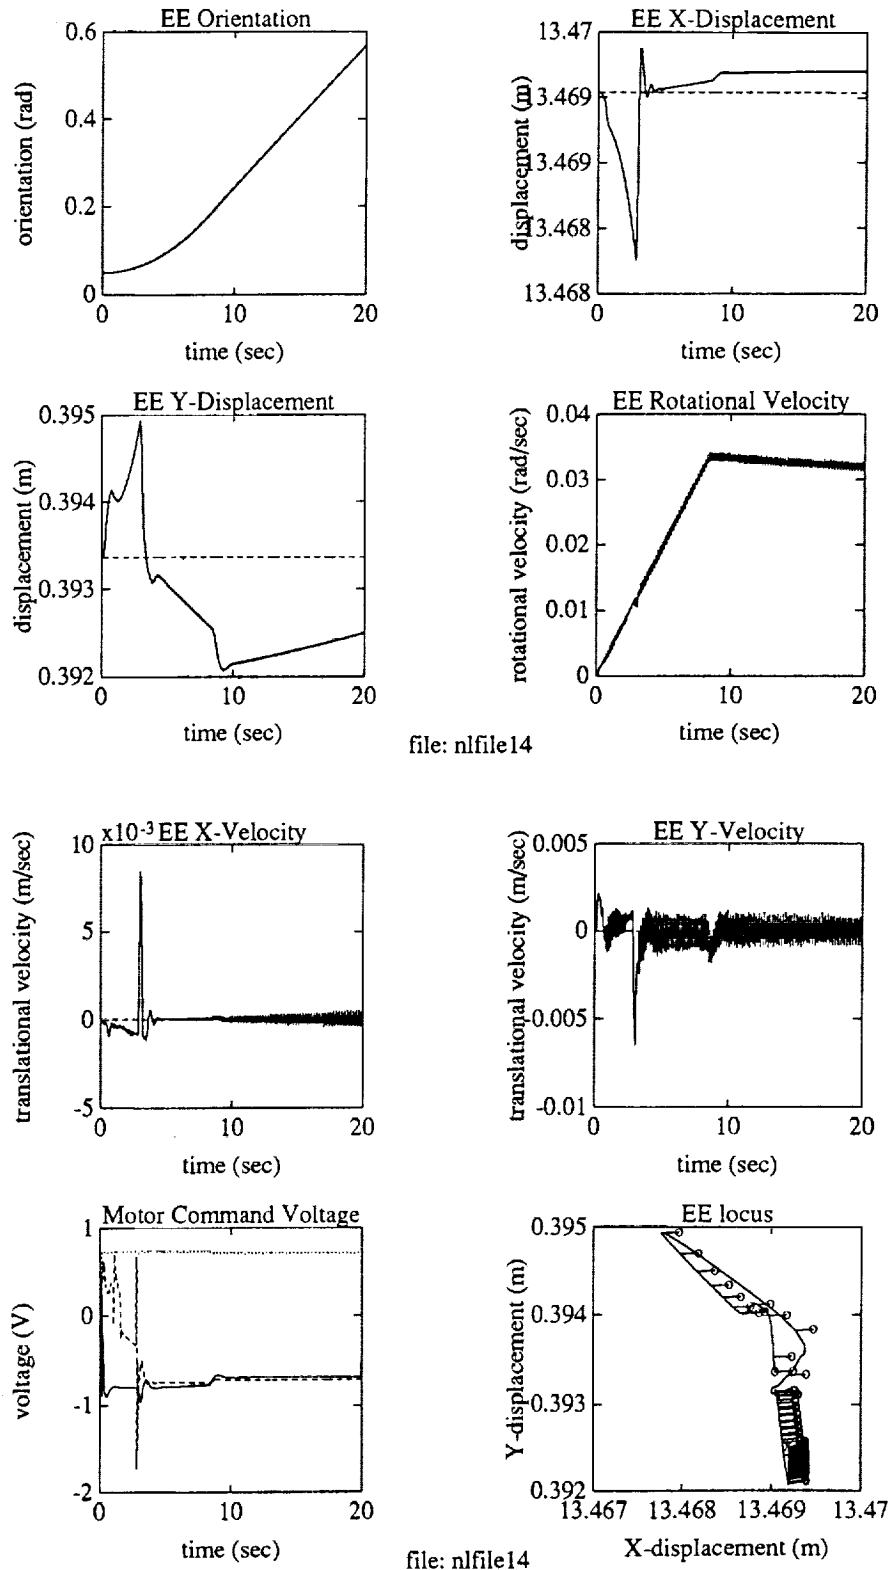 EE Orientation
0.6
0.4
0.2
0
orientation (rad)
0
10
20
time (sec)
EE X-Displacement
13.47
13.469
13.469
13.468
13.468
displacement (m)
0
10
20
time (sec)
EE Y-Displacement
0.395
0.394
0.393
0.392
displacement (m)
0
10
20
time (sec)
EE Rotational Velocity
0.04
0.03
0.02
0.01
0
rotational velocity (rad/sec)
0
10
20
time (sec)
file: nlfile14
x10-3 EE X-Velocity
10
5
0
-5
translational velocity (m/sec)
0
10
20
time (sec)
EE Y-Velocity
0.005
0
-0.005
-0.01
translational velocity (m/sec)
0
10
20
time (sec)
Motor Command Voltage
1
0
-1
-2
voltage (V)
0
10
20
time (sec)
EE locus
0.395
0.394
0.393
0.392
Y-displacement (m)
13.467
13.468
13.469
13.47
X-displacement (m)
file: nlfile14